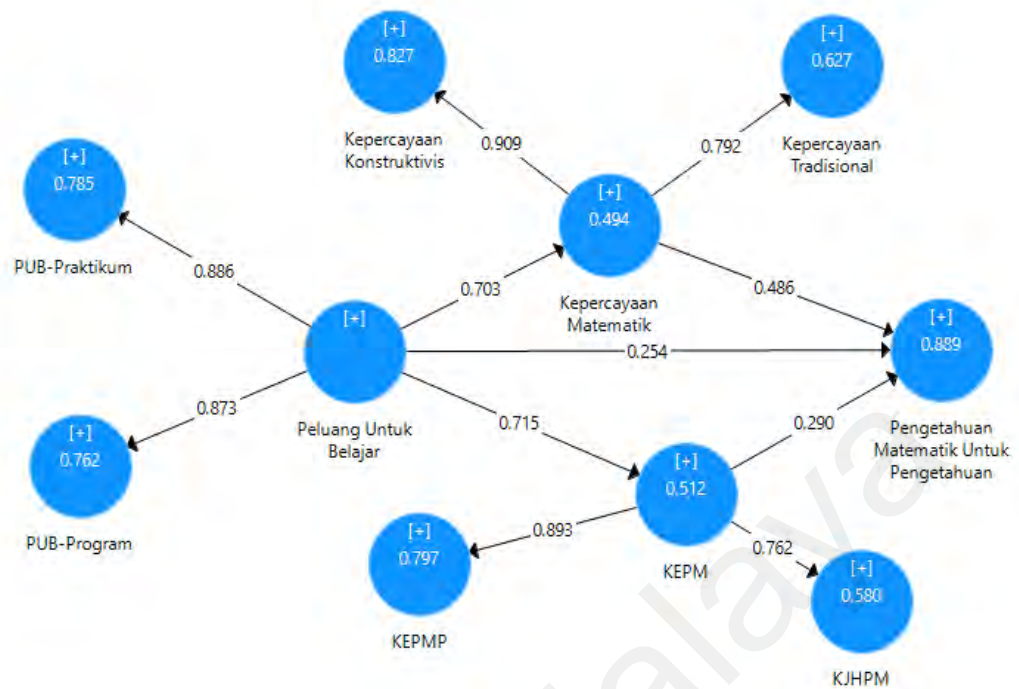 [+]
0.827
Kepercayaan
Konstruktivis
[+]
0.627
Kepercayaan
Tradisional
0.909
0.792
[+]
0.785
PUB-Praktikum
[+]
0.494
Kepercayaan
Matematik
0.886
0.703
0.486
[+]
Peluang Untuk
Belajar
0.254
[+]
0.889
Pengetahuan
Matematik Untuk
Pengetahuan
0.873
0.715
0.290
[+]
0.762
PUB-Program
[+]
0.512
KEPM
0.893
0.762
[+]
0.797
KEPMP
[+]
0.580
KJHPM
alaya